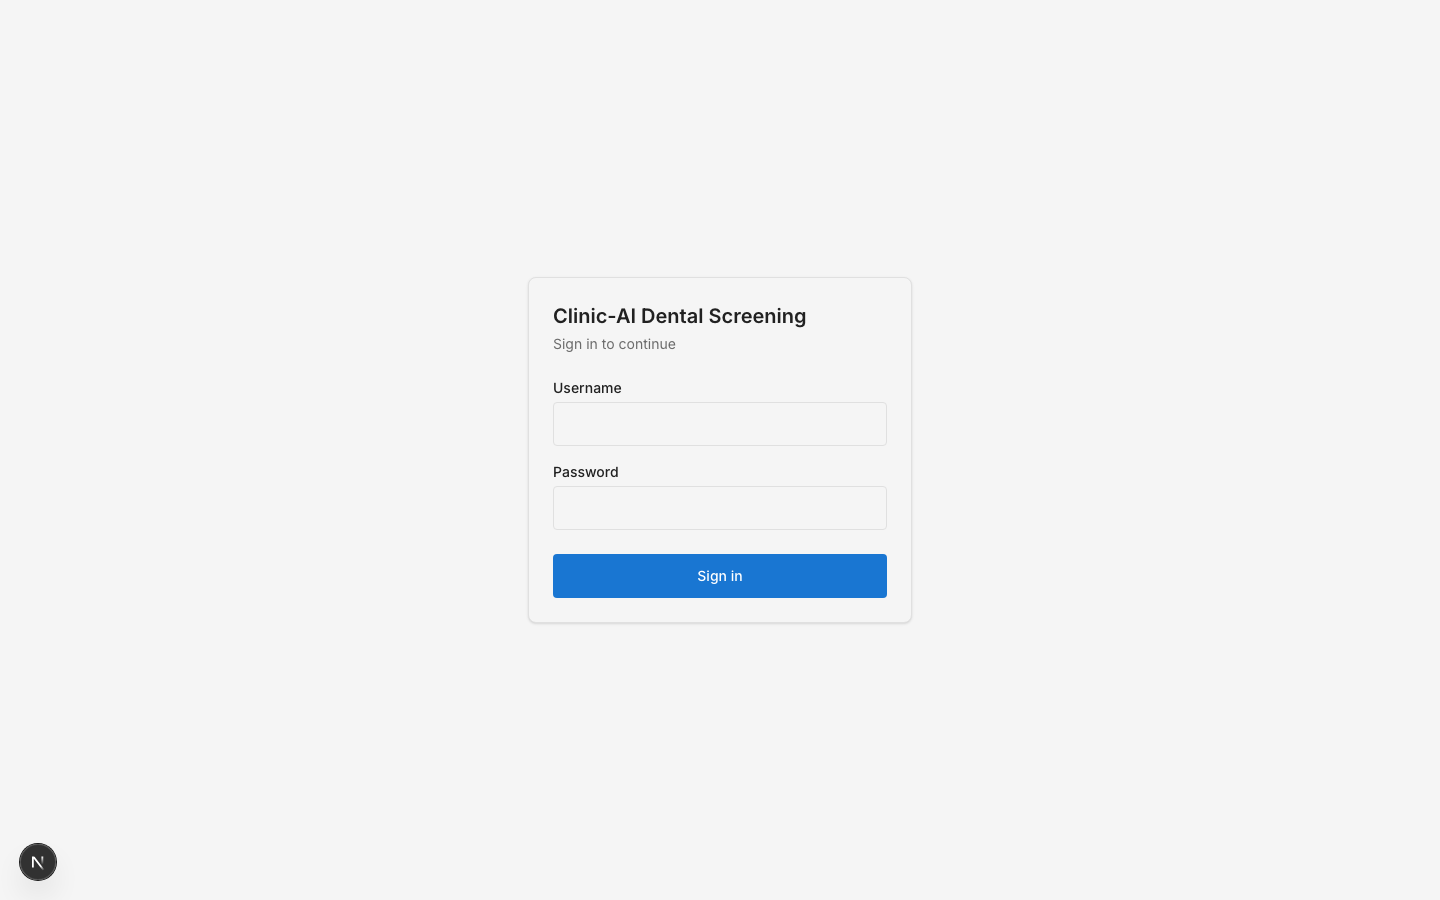 Clinic-AI Dental Screening
Sign in to continue
Username
Password
Sign in
N